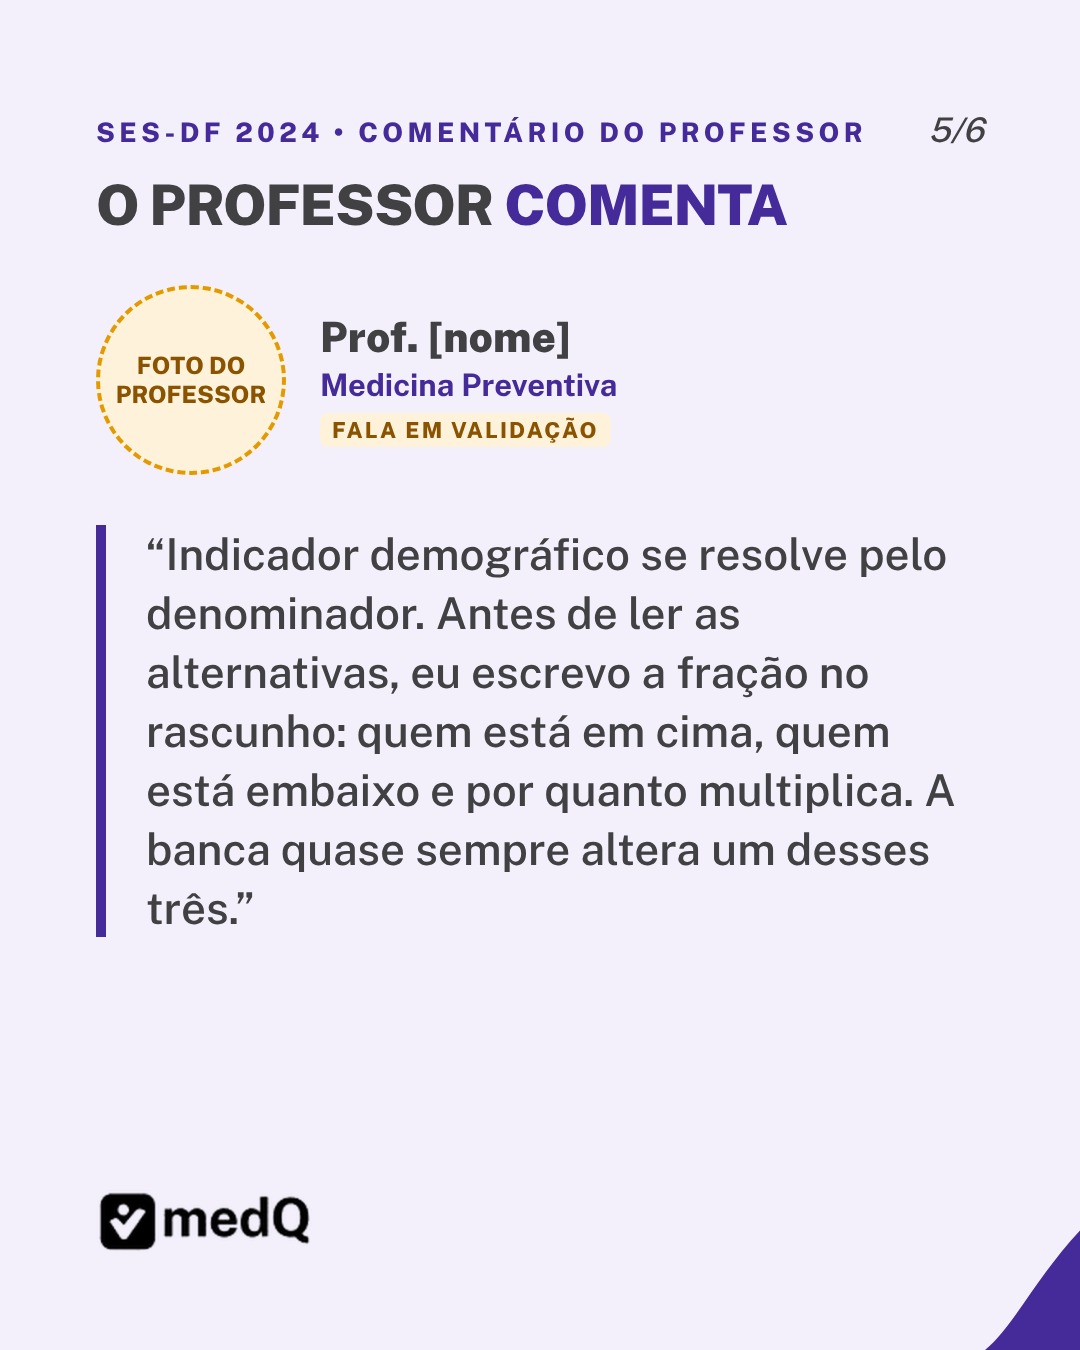 SES-DF 2024 • COMENTÁRIO DO PROFESSOR 5/6
O PROFESSOR COMENTA
FOTO DO
PROFESSOR
Prof. [nome]
Medicina Preventiva
FALA EM VALIDAÇÃO
“Indicador demográfico se resolve pelo
denominador. Antes de ler as
alternativas, eu escrevo a fração no
rascunho: quem está em cima, quem
está embaixo e por quanto multiplica. A
banca quase sempre altera um desses
três.”
medQ